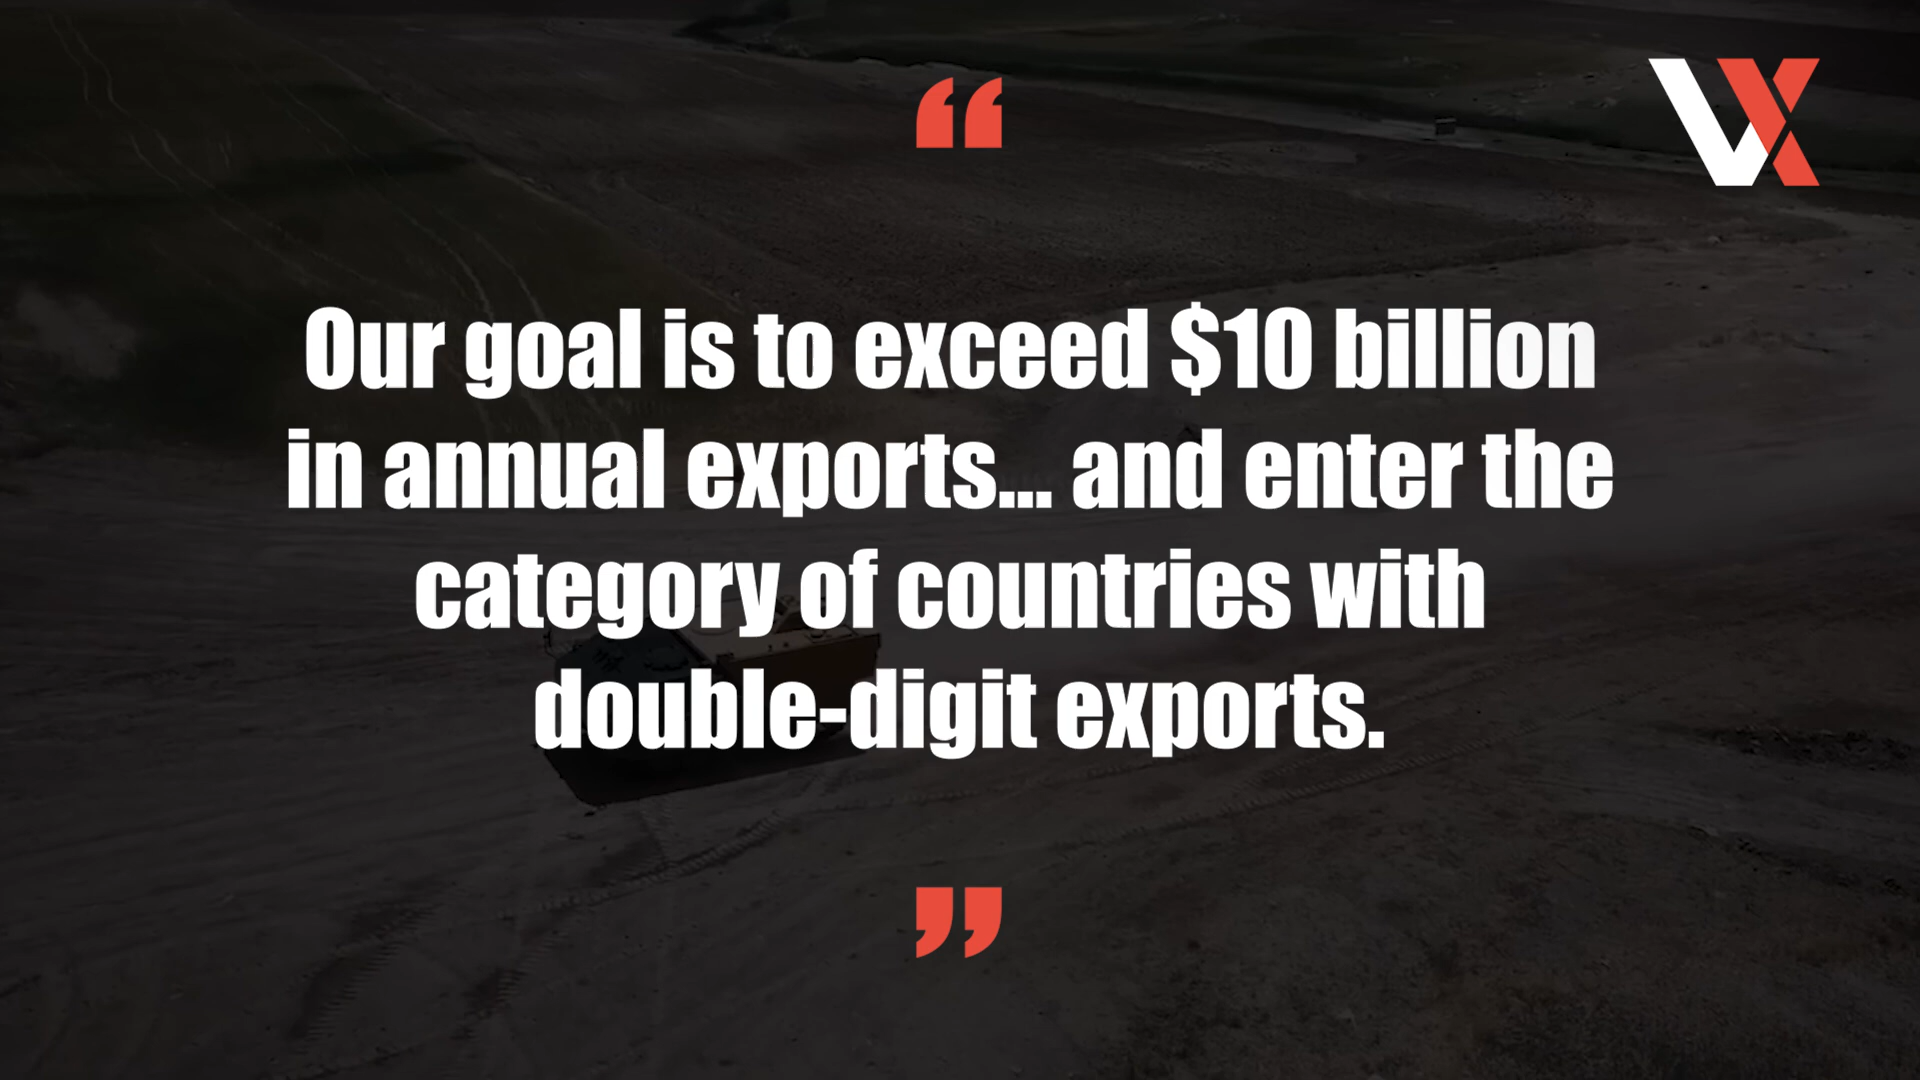 “
VX
Our goal is to exceed $10 billion
in annual exports... and enter the
category of countries with
double-digit exports.
”